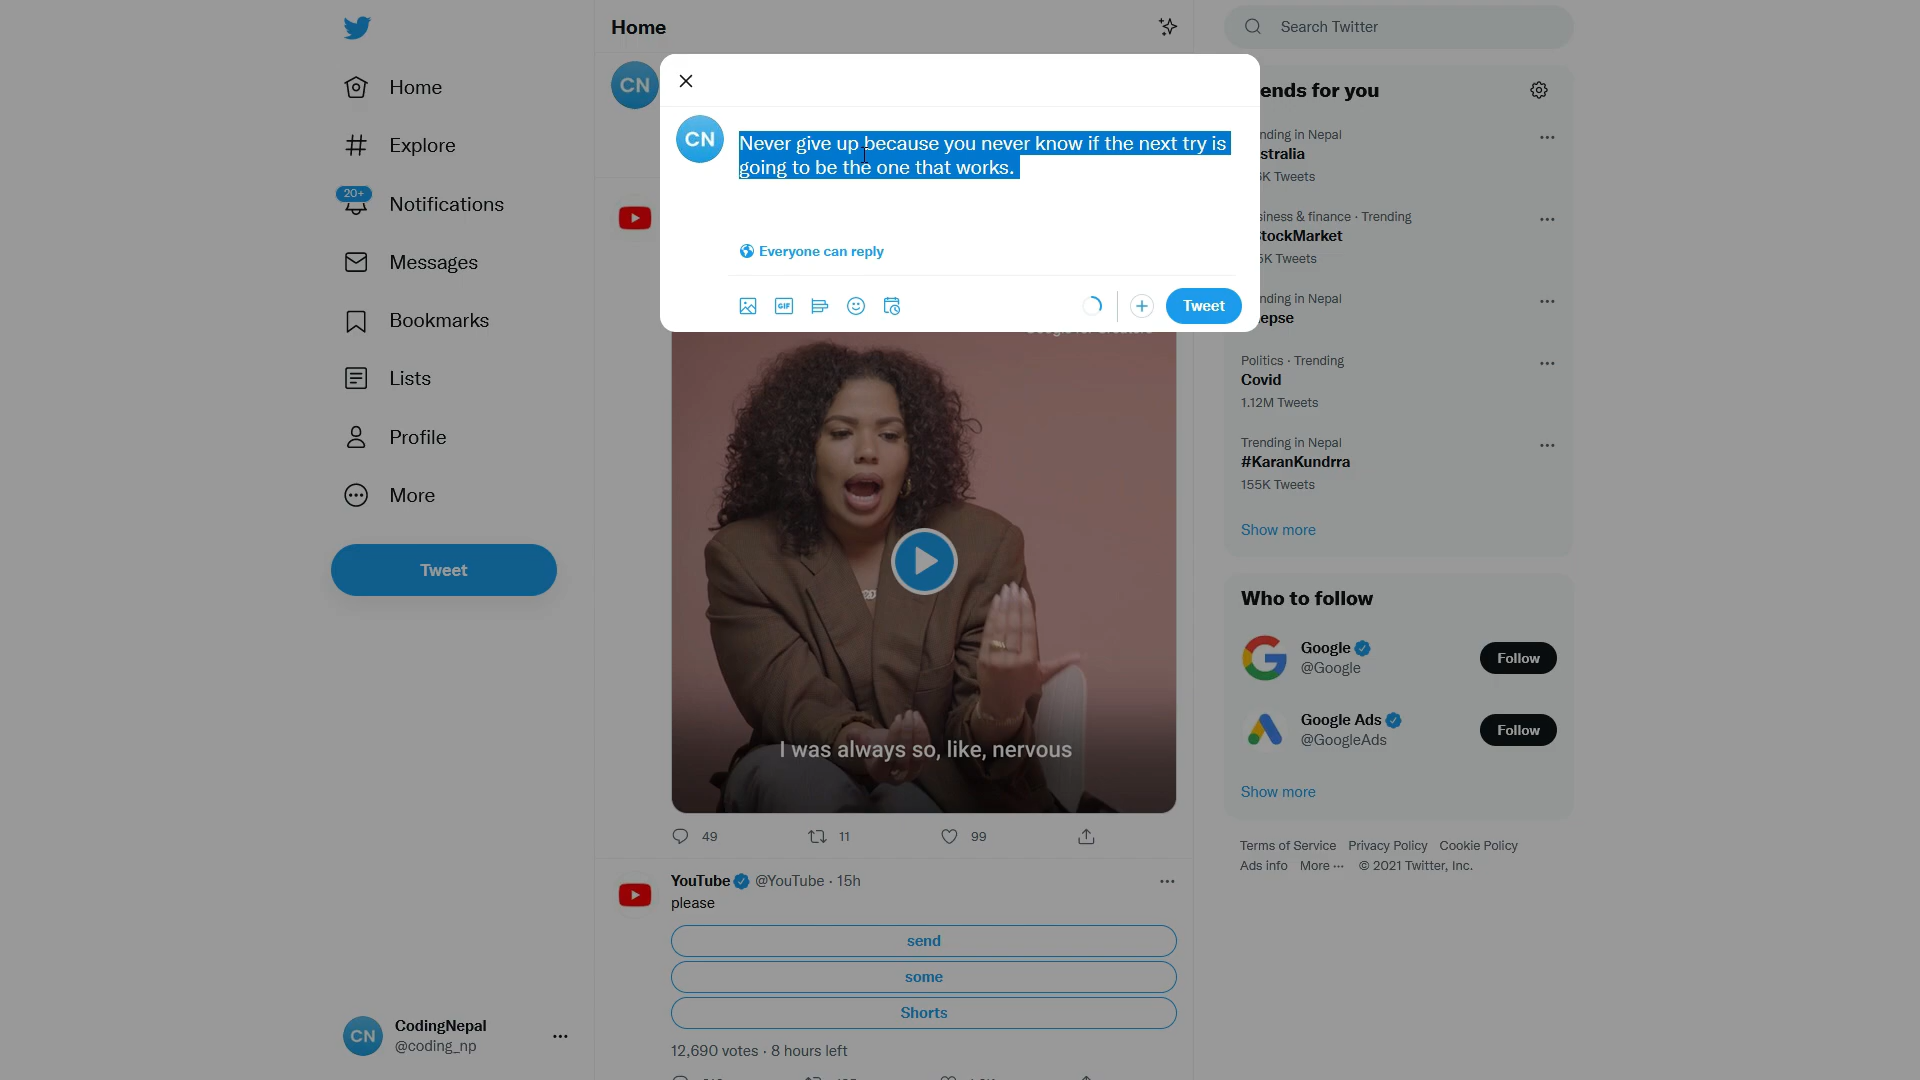 Home
Explore
20+
Notifications
Messages
Bookmarks
Lists
Profile
More
Tweet
CN
CodingNepal
@coding_np
Home
CN
CN
Never give up because you never know if the next try is
going to be the one that works.
Everyone can reply
GIF
Tweet
I was always so, like, nervous
49
11
99
YouTube @YouTube · 15h
please
send
some
Shorts
12,690 votes · 8 hours left
Search Twitter
ends for you
nding in Nepal
stralia
K Tweets
siness & finance · Trending
tockMarket
5K Tweets
nding in Nepal
epse
Politics · Trending
Covid
1.12M Tweets
Trending in Nepal
#KaranKundrra
155K Tweets
Show more
Who to follow
Google
@Google
Follow
Google Ads
@GoogleAds
Follow
Show more
Terms of Service Privacy Policy Cookie Policy
Ads info More ··· © 2021 Twitter, Inc.